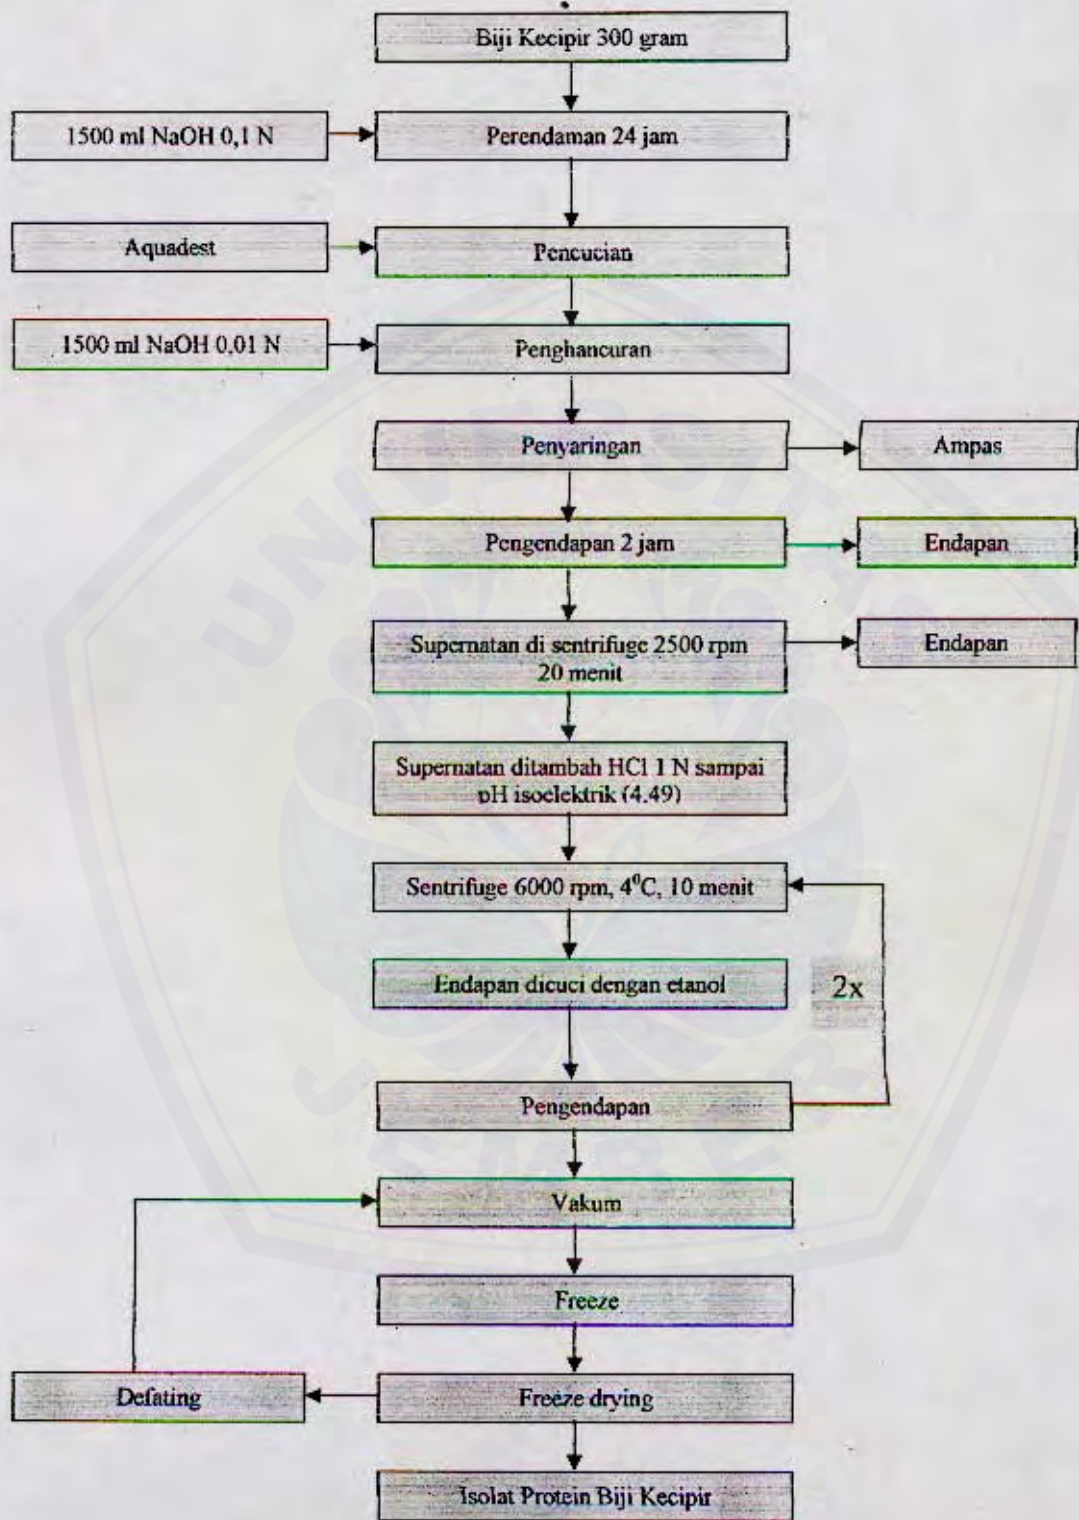 Biji Kecipir 300 gram
1500 ml NaOH 0,1 N
Perendaman 24 jam
Aquadest
Pencucian
1500 ml NaOH 0,01 N
Penghancuran
Penyaringan
Ampas
Pengendapan 2 jam
Endapan
Supernatan di sentrifuge 2500 rpm
20 menit
Endapan
Supernatan ditambah HCl 1 N sampai
pH isoelektrik (4.49)
Sentrifuge 6000 rpm, 4⁰C, 10 menit
Endapan dicuci dengan etanol
2x
Pengendapan
Vakum
Freeze
Defating
Freeze drying
Isolat Protein Biji Kecipir
UNIVERSITAS
JEMBER